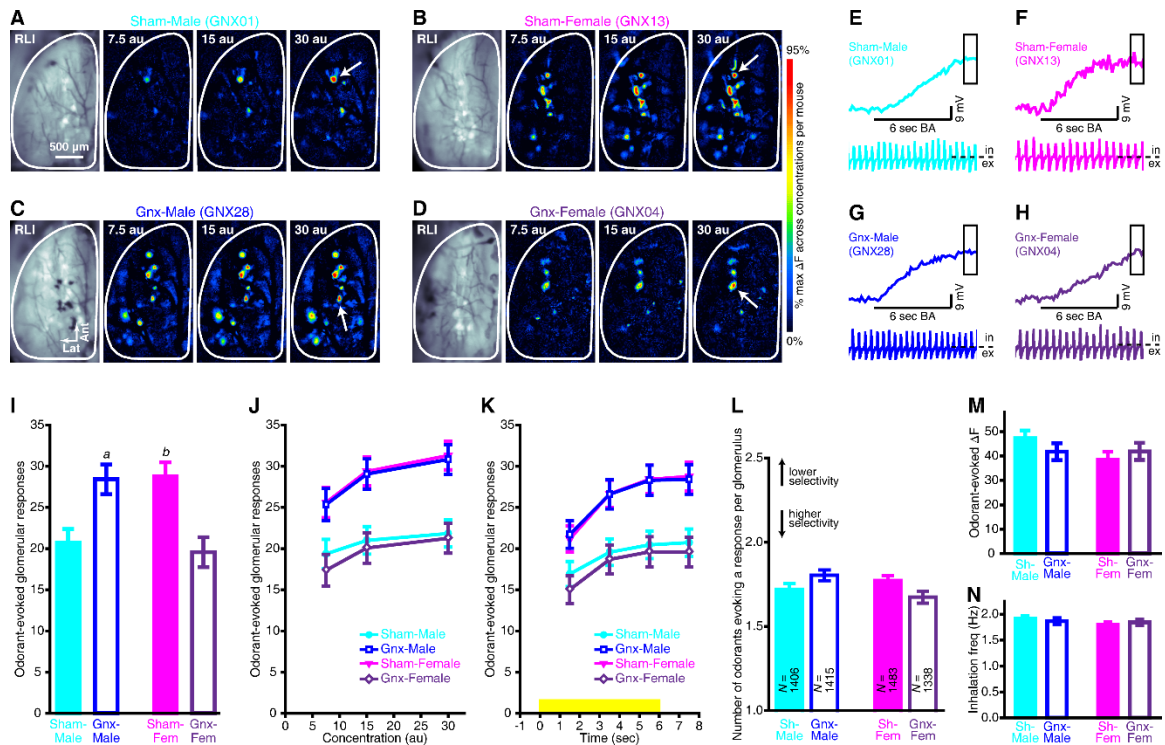 A
Sham-Male (GNX01)
RLI
7.5 au
15 au
30 au
500 µm
B
Sham-Female (GNX13)
RLI
7.5 au
15 au
30 au
95%
% max ΔF across concentrations per mouse
0%
C
Gnx-Male (GNX28)
RLI
7.5 au
15 au
30 au
Ant
Lat
D
Gnx-Female (GNX04)
RLI
7.5 au
15 au
30 au
E
Sham-Male
(GNX01)
9 mV
6 sec BA
in
ex
F
Sham-Female
(GNX13)
9 mV
6 sec BA
in
ex
G
Gnx-Male
(GNX28)
9 mV
6 sec BA
in
ex
H
Gnx-Female
(GNX04)
9 mV
6 sec BA
in
ex
I
Odorant-evoked glomerular responses
35
30
25
20
15
10
5
0
a
b
Sham-
Male
Gnx-
Male
Sham-
Fem
Gnx-
Fem
J
Odorant-evoked glomerular responses
35
30
25
20
15
10
5
0
Sham-Male
Gnx-Male
Sham-Female
Gnx-Female
0 5 10 15 20 25 30
Concentration (au)
K
Odorant-evoked glomerular responses
35
30
25
20
15
10
5
0
Sham-Male
Gnx-Male
Sham-Female
Gnx-Female
-1 0 1 2 3 4 5 6 7 8
Time (sec)
L
Number of odorants evoking a response per glomerulus
2.5
2.0
1.5
1.0
lower
selectivity
higher
selectivity
N =
1406
N =
1415
N =
1483
N =
1338
Sh-
Male
Gnx-
Male
Sh-
Fem
Gnx-
Fem
M
Odorant-evoked ΔF
50
40
30
20
10
0
Sh-
Male
Gnx-
Male
Sh-
Fem
Gnx-
Fem
N
Inhalation freq (Hz)
2.0
1.5
1.0
0.5
0
Sh-
Male
Gnx-
Male
Sh-
Fem
Gnx-
Fem